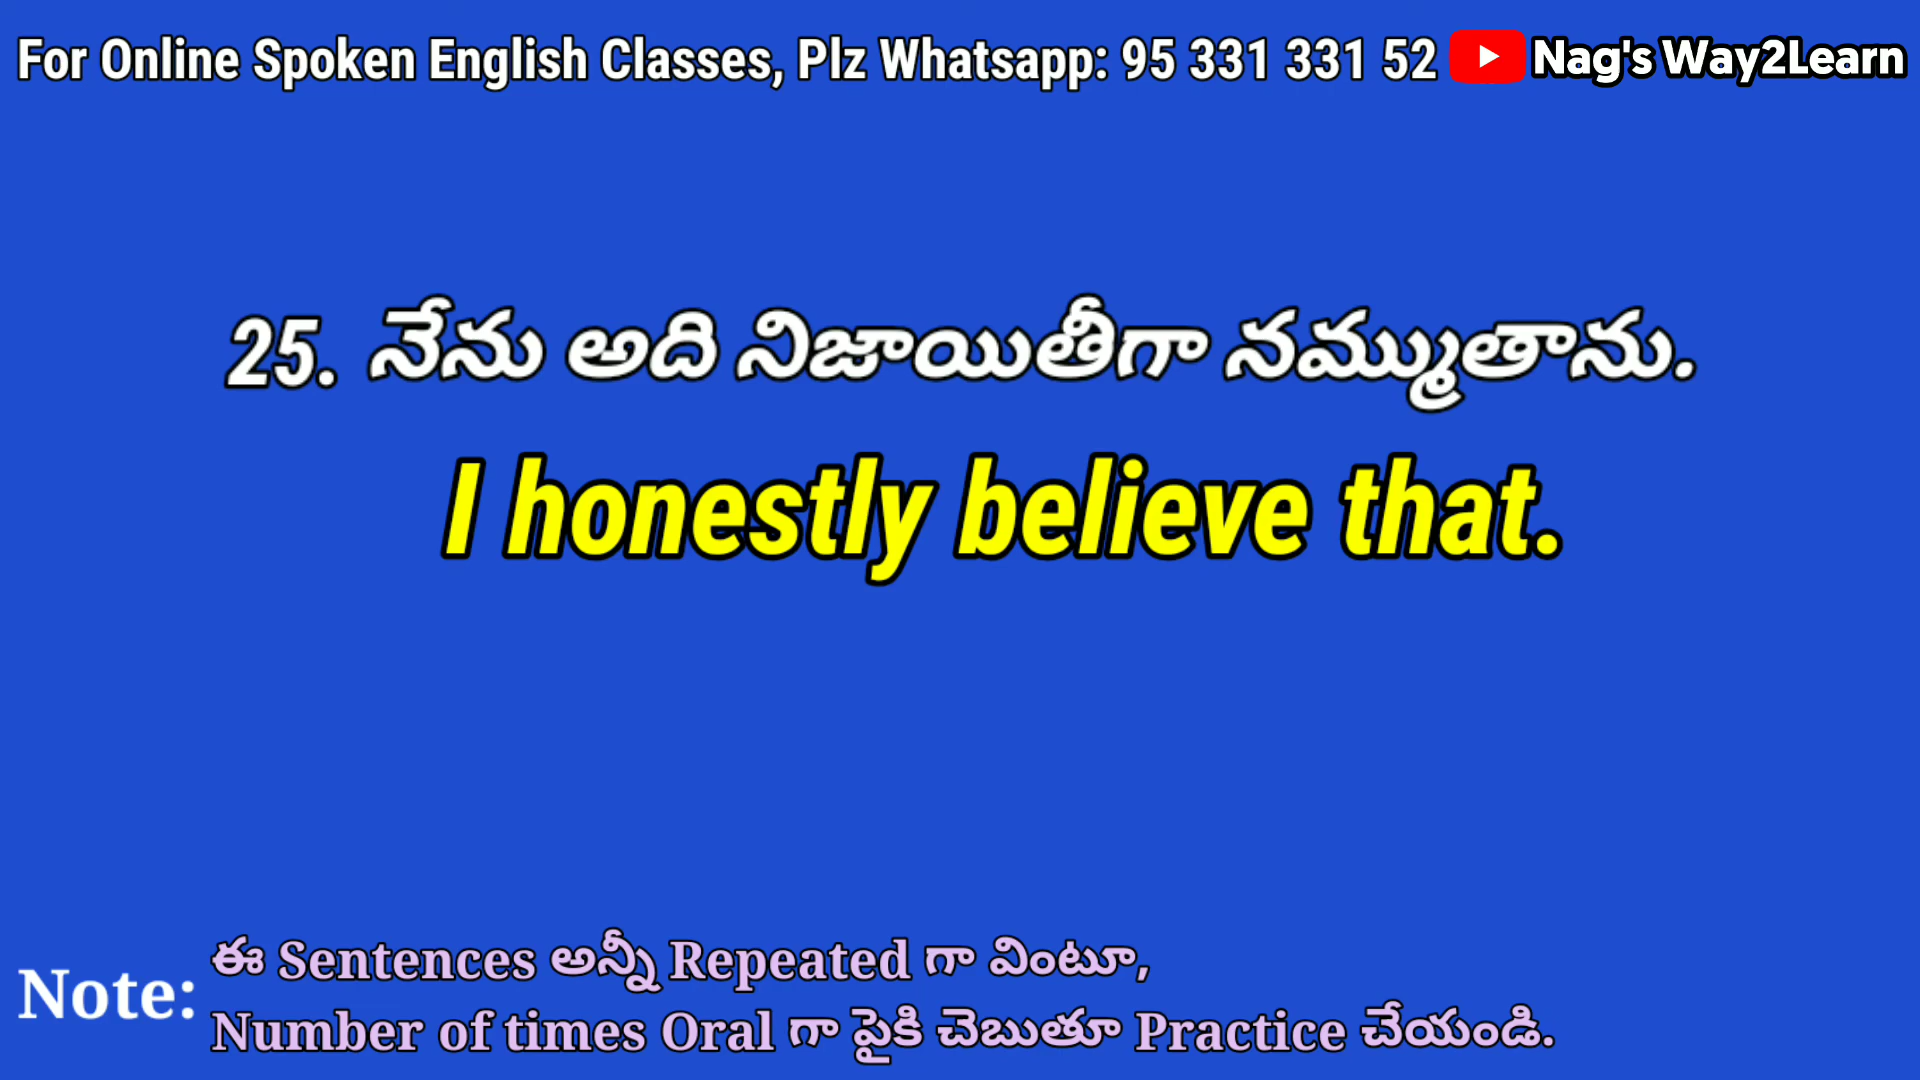 For Online Spoken English Classes, Plz Whatsapp: 95 331 331 52 Nag's Way2Learn
25. నేను అది నిజాయితీగా నమ్ముతాను.
I honestly believe that.
Note: ఈ Sentences అన్నీ Repeated గా వింటూ,
Number of times Oral గా పైకి చెబుతూ Practice చేయండి.